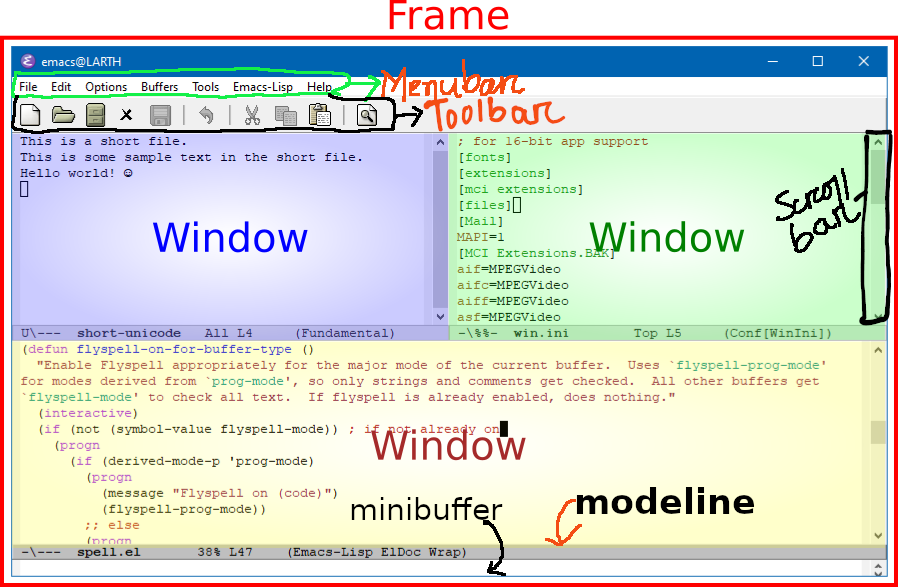 Frame
emacs@LARTH
File Edit Options Buffers Tools Emacs-Lisp Help
Menubar
Toolbar
This is a short file.
This is some sample text in the short file.
Hello world! ☺
Window
U\--- short-unicode All L4 (Fundamental)
; for 16-bit app support
[fonts]
[extensions]
[mci extensions]
[files]
[Mail]
MAPI=1
[MCI Extensions.BAK]
aif=MPEGVideo
aifc=MPEGVideo
aiff=MPEGVideo
asf=MPEGVideo
Window
Scroll
bar
-\%%- win.ini Top L5 (Conf[WinIni])
(defun flyspell-on-for-buffer-type ()
"Enable Flyspell appropriately for the major mode of the current buffer. Uses `flyspell-prog-mode'
for modes derived from `prog-mode', so only strings and comments get checked. All other buffers get
`flyspell-mode' to check all text. If flyspell is already enabled, does nothing."
(interactive)
(if (not (symbol-value flyspell-mode)) ; if not already on
(progn
(if (derived-mode-p 'prog-mode)
(progn
(message "Flyspell on (code)")
(flyspell-prog-mode))
;; else
(progn
Window
minibuffer
modeline
-\--- spell.el 38% L47 (Emacs-Lisp ElDoc Wrap)